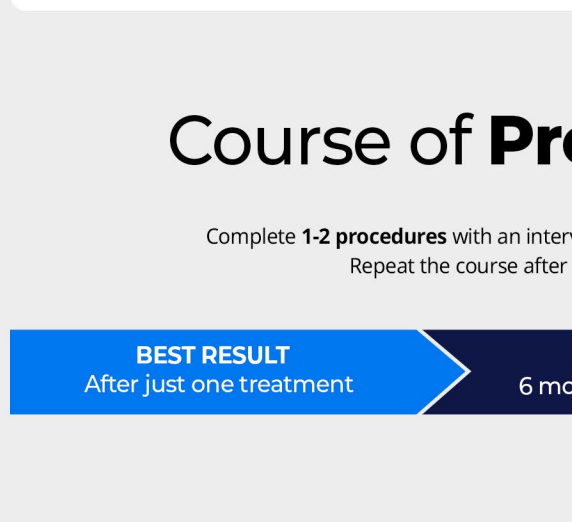 Course of
Complete 1-2 procedures with an
Repeat the course after
BEST RESULT
After just one treatment
6